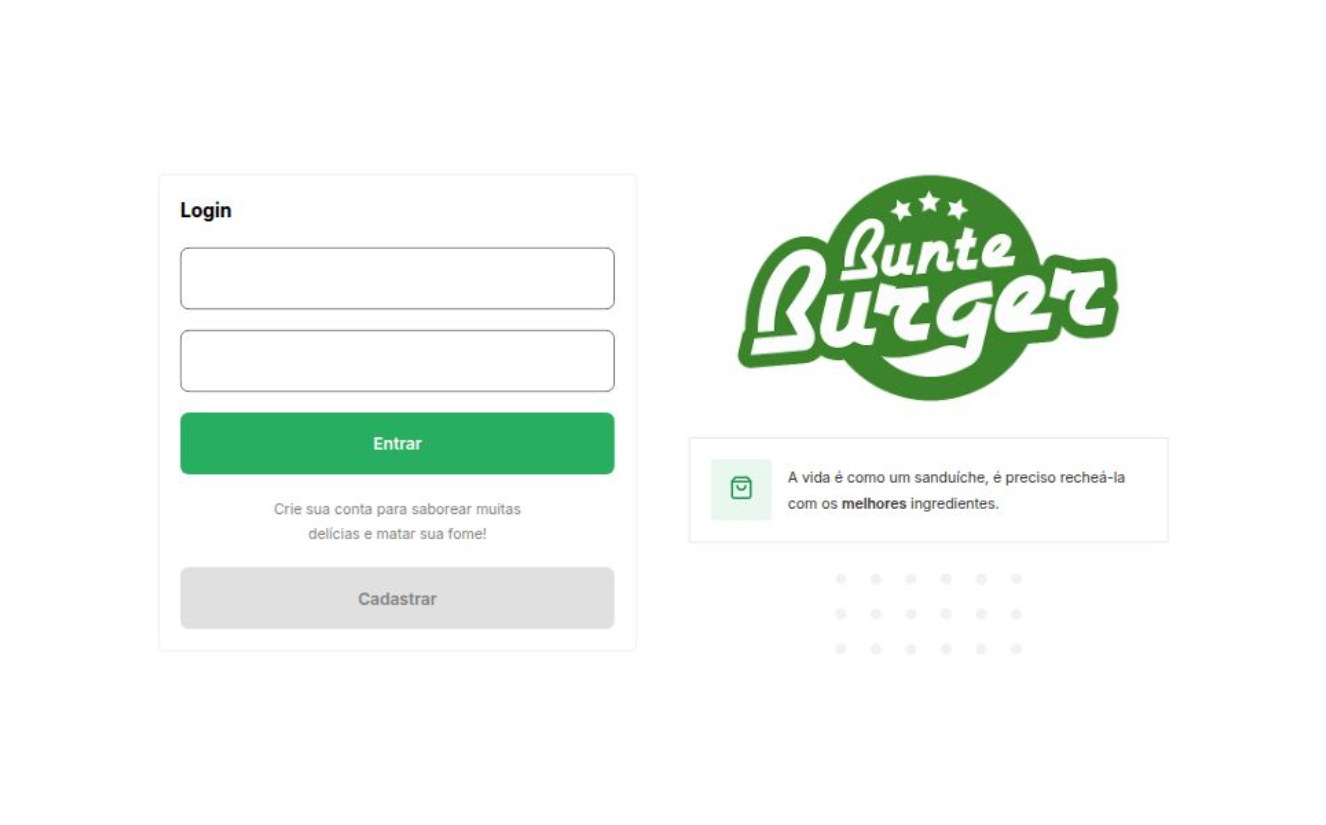 Login
Entrar
Crie sua conta para saborear muitas
delícias e matar sua fome!
Cadastrar
Bunte
Burger
A vida é como um sanduíche, é preciso recheá-la
com os melhores ingredientes.